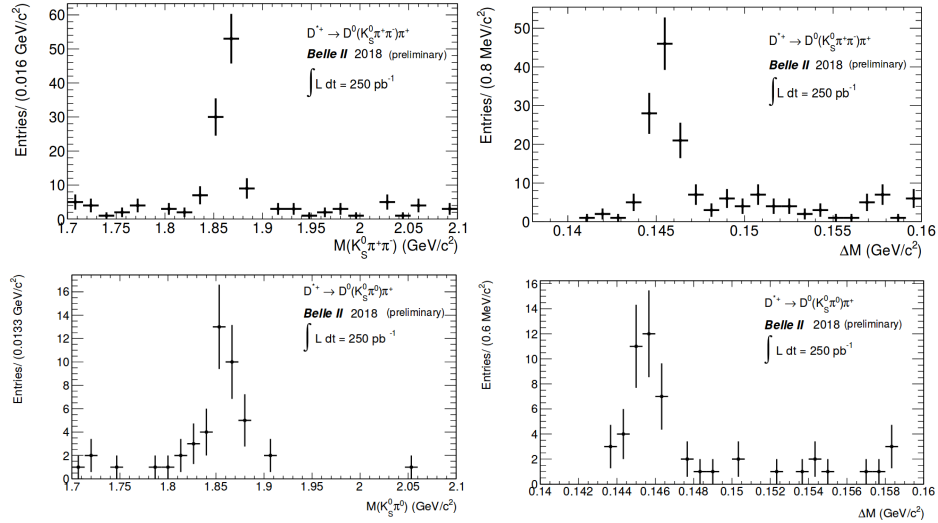 Entries/ (0.016 GeV/c²)
60
50
40
30
20
10
0
D*+ → D⁰(K⁰Sπ⁺π⁻)π⁺
Belle II 2018 (preliminary)
∫ L dt = 250 pb⁻¹
1.7 1.75 1.8 1.85 1.9 1.95 2 2.05 2.1
M(K⁰Sπ⁺π⁻) (GeV/c²)
Entries/ (0.8 MeV/c²)
50
40
30
20
10
0
D*+ → D⁰(K⁰Sπ⁺π⁻)π⁺
Belle II 2018 (preliminary)
∫ L dt = 250 pb⁻¹
0.14 0.145 0.15 0.155 0.16
ΔM (GeV/c²)
Entries/ (0.0133 GeV/c²)
16
14
12
10
8
6
4
2
0
D*+ → D⁰(K⁰Sπ⁰)π⁺
Belle II 2018 (preliminary)
∫ L dt = 250 pb⁻¹
1.7 1.75 1.8 1.85 1.9 1.95 2 2.05 2.1
M(K⁰Sπ⁰) (GeV/c²)
Entries/ (0.6 MeV/c²)
16
14
12
10
8
6
4
2
0
D*+ → D⁰(K⁰Sπ⁰)π⁺
Belle II 2018 (preliminary)
∫ L dt = 250 pb⁻¹
0.14 0.142 0.144 0.146 0.148 0.15 0.152 0.154 0.156 0.158 0.16
ΔM (GeV/c²)